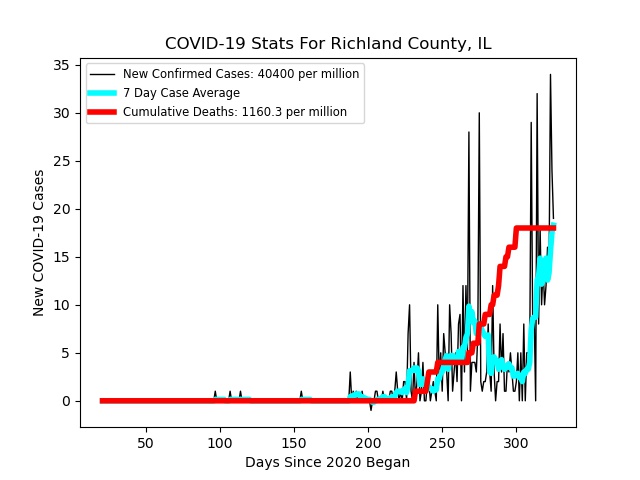 COVID-19 Stats For Richland County, IL
New Confirmed Cases: 40400 per million
7 Day Case Average
Cumulative Deaths: 1160.3 per million
New COVID-19 Cases
35
30
25
20
15
10
5
0
50 100 150 200 250 300
Days Since 2020 Began